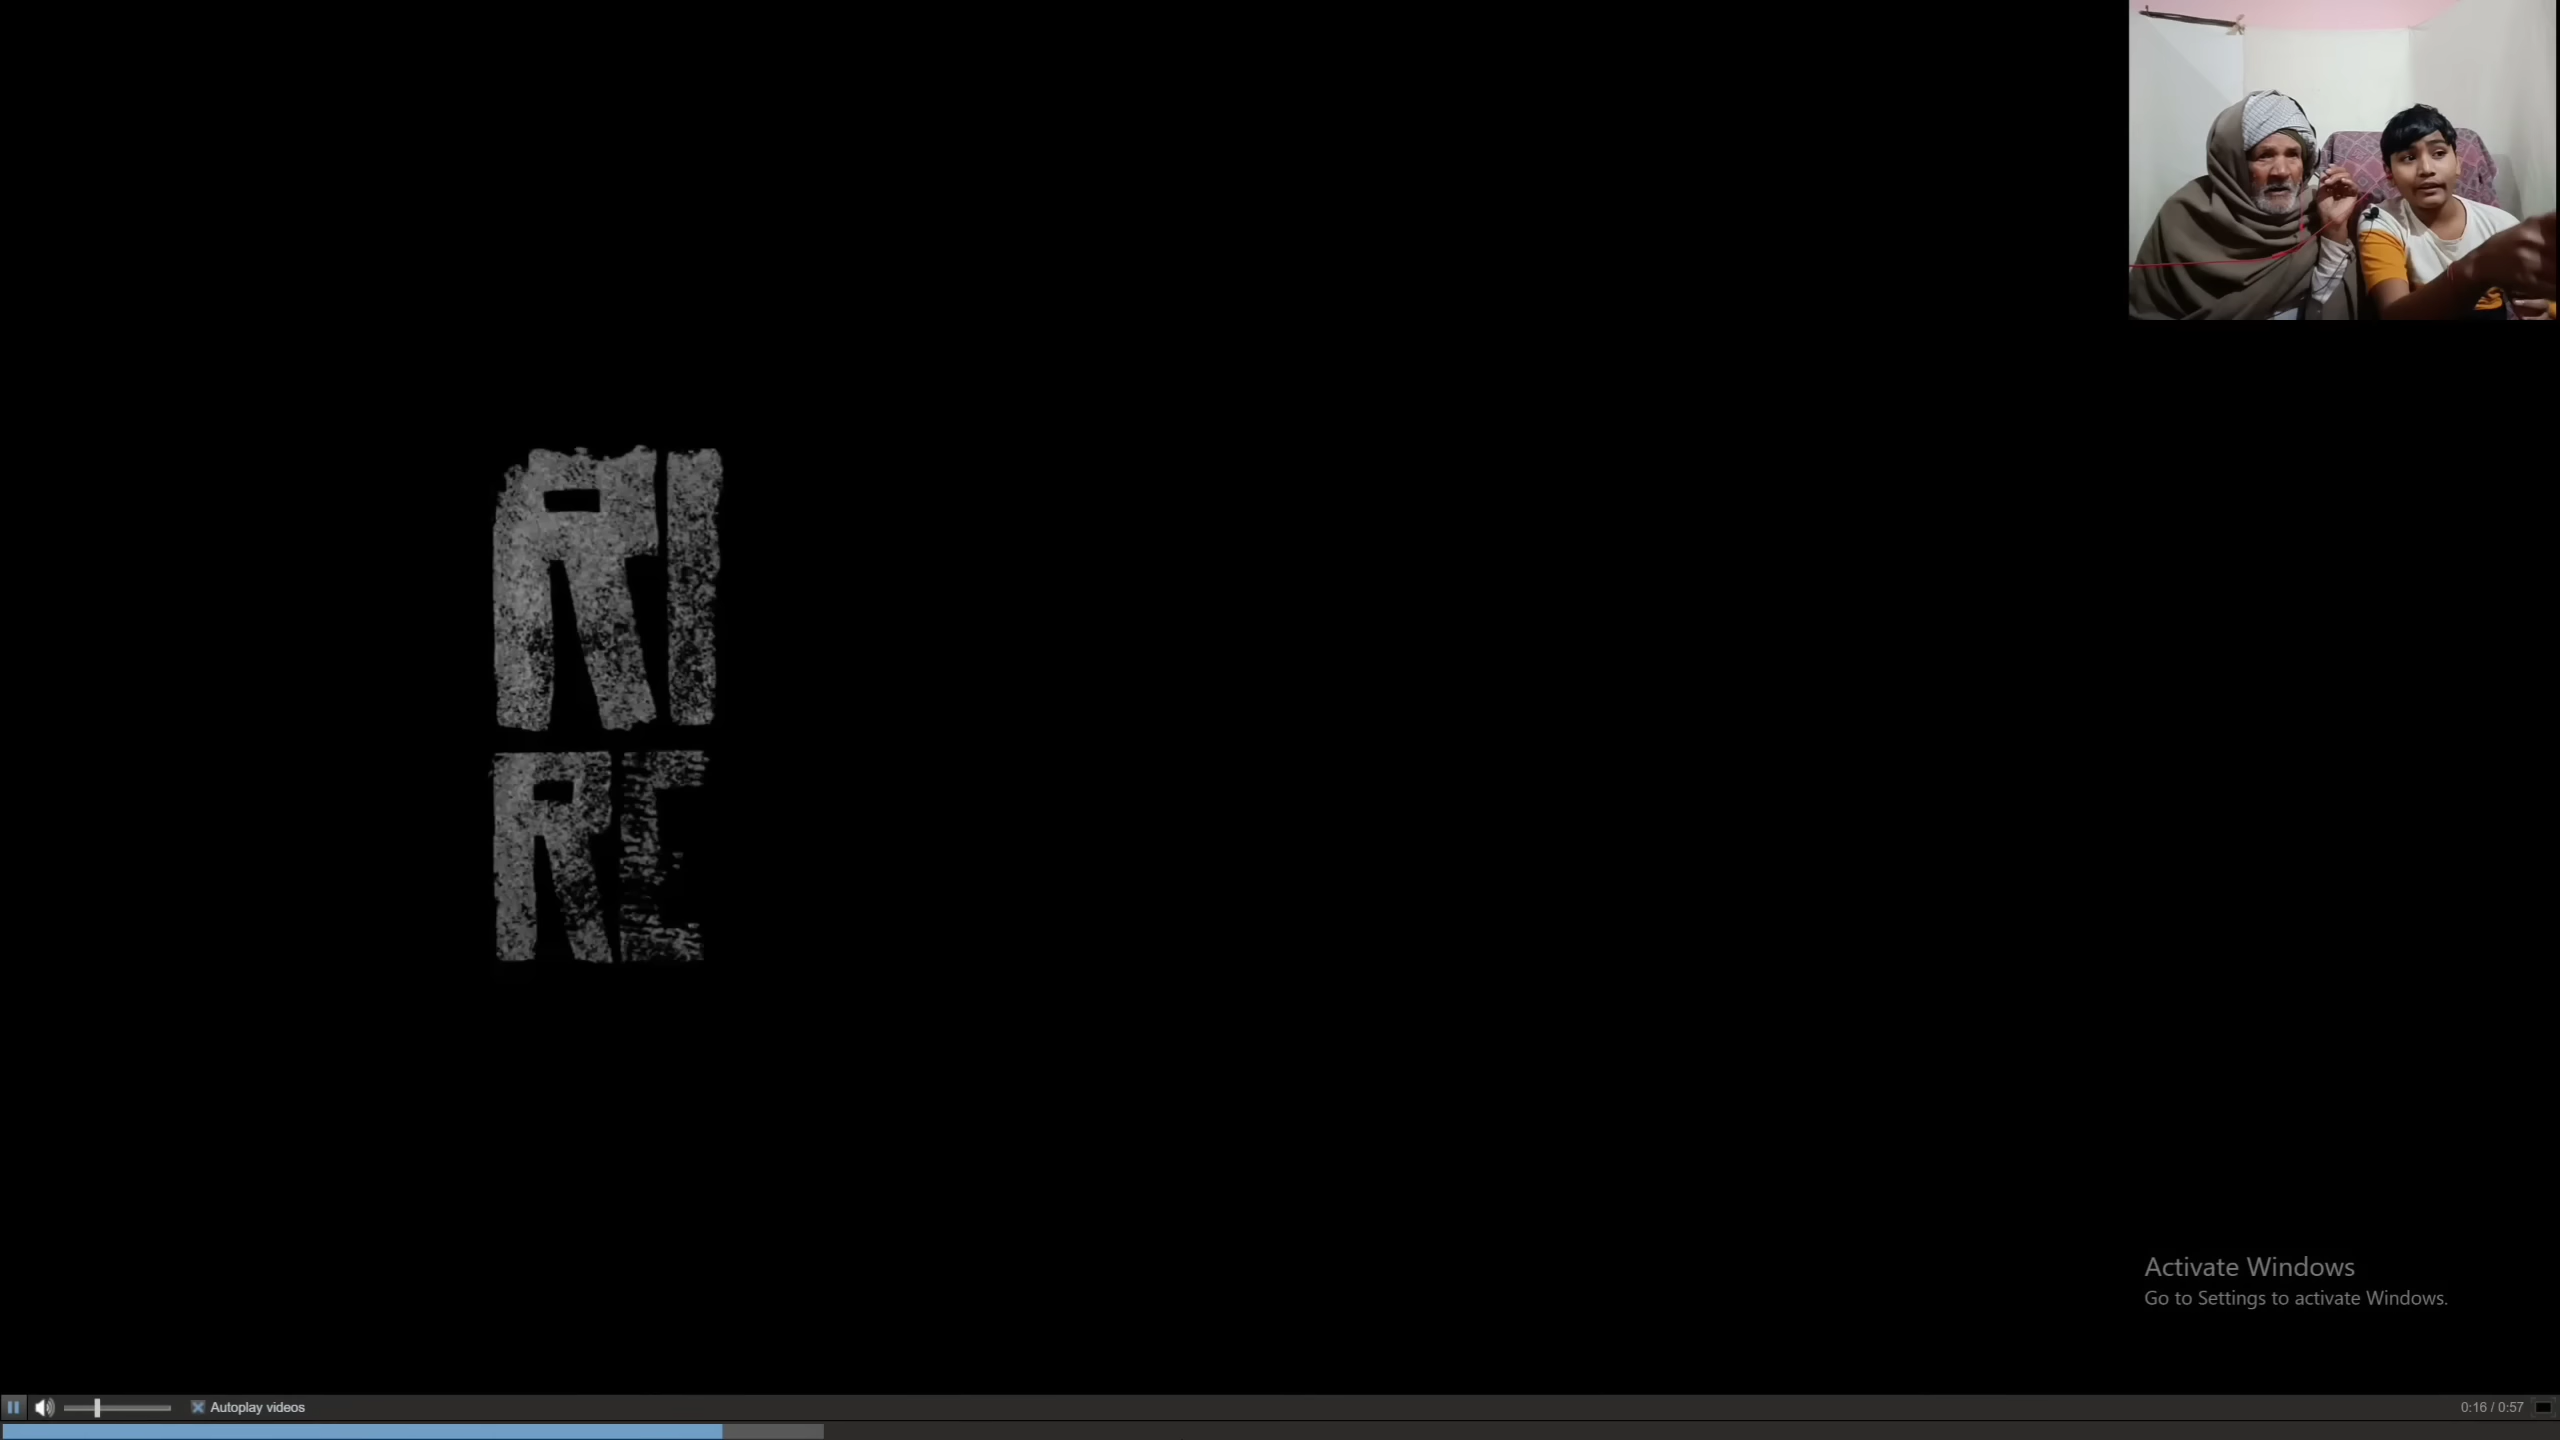 RI
RE
Activate Windows
Go to Settings to activate Windows.
Autoplay videos
0:16 / 0:57